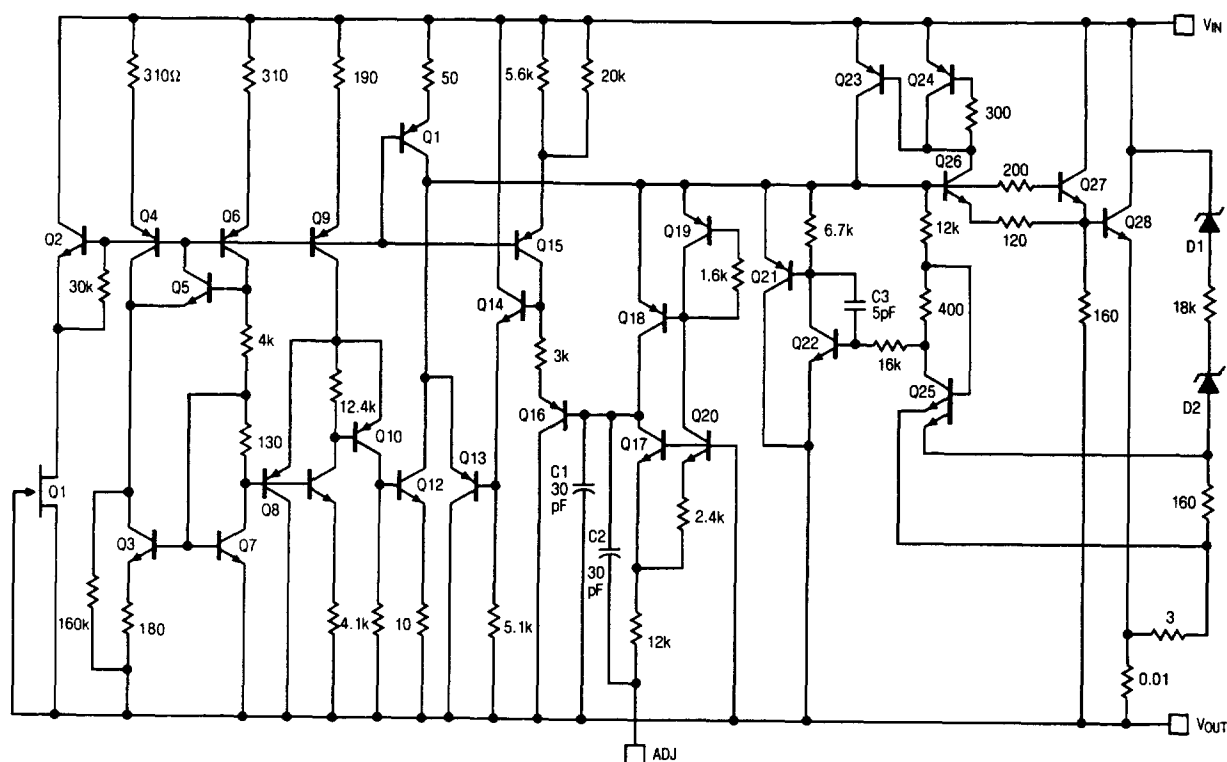 VIN
310Ω
310
190
50
5.6k
20k
Q23
Q24
300
Q1
Q26
200
Q27
Q28
120
Q2
Q4
Q6
Q9
Q15
Q19
6.7k
12k
D1
30k
Q5
1.6k
Q21
Q14
Q18
C3
5pF
400
160
18k
4k
3k
Q22
16k
Q25
D2
12.4k
Q16
Q20
130
Q10
Q17
Q8
Q12
Q13
C1
30
pF
Q1
2.4k
160
Q3
Q7
C2
30
pF
160k
180
4.1k
10
5.1k
12k
3
0.01
VOUT
ADJ